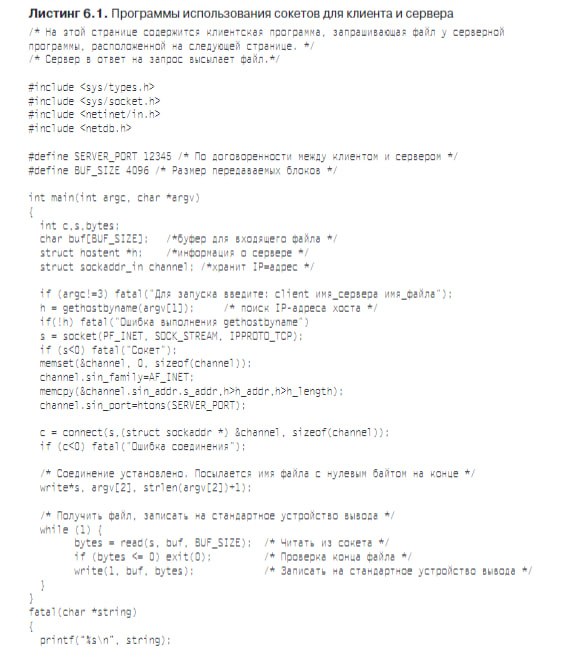 Листинг 6.1. Программы использования сокетов для клиента и сервера
/* На этой странице содержится клиентская программа, запрашивающая файл у серверной
программы, расположенной на следующей странице. */
/* Сервер в ответ на запрос высылает файл.*/
#include <sys/types.h>
#include <sys/socket.h>
#include <netinet/in.h>
#include <netdb.h>
#define SERVER_PORT 12345 /* По договоренности между клиентом и сервером */
#define BUF_SIZE 4096 /* Размер передаваемых блоков */
int main(int argc, char *argv)
{
int c,s,bytes;
char buf[BUF_SIZE]; /*буфер для входящего файла */
struct hostent *h; /*информация о сервере */
struct sockaddr_in channel; /*хранит IP=адрес */
if (argc!=3) fatal("Для запуска введите: client имя_сервера имя_файла");
h = gethostbyname(argv[1]); /* поиск IP-адреса хоста */
if(!h) fatal("Ошибка выполнения gethostbyname")
s = socket(PF_INET, SOCK_STREAM, IPPROTO_TCP);
if (s<0) fatal("Сокет");
memset(&channel, 0, sizeof(channel));
channel.sin_family=AF_INET;
memcpy(&channel.sin_addr.s_addr,h>h_addr,h>h_length);
channel.sin_port=htons(SERVER_PORT);
c = connect(s,(struct sockaddr *) &channel, sizeof(channel));
if (c<0) fatal("Ошибка соединения");
/* Соединение установлено. Посылается имя файла с нулевым байтом на конце */
write*s, argv[2], strlen(argv[2])+1);
/* Получить файл, записать на стандартное устройство вывода */
while (1) {
bytes = read(s, buf, BUF_SIZE); /* Читать из сокета */
if (bytes <= 0) exit(0); /* Проверка конца файла */
write(1, buf, bytes); /* Записать на стандартное устройство вывода */
}
}
fatal(char *string)
{
printf("%s\n", string);